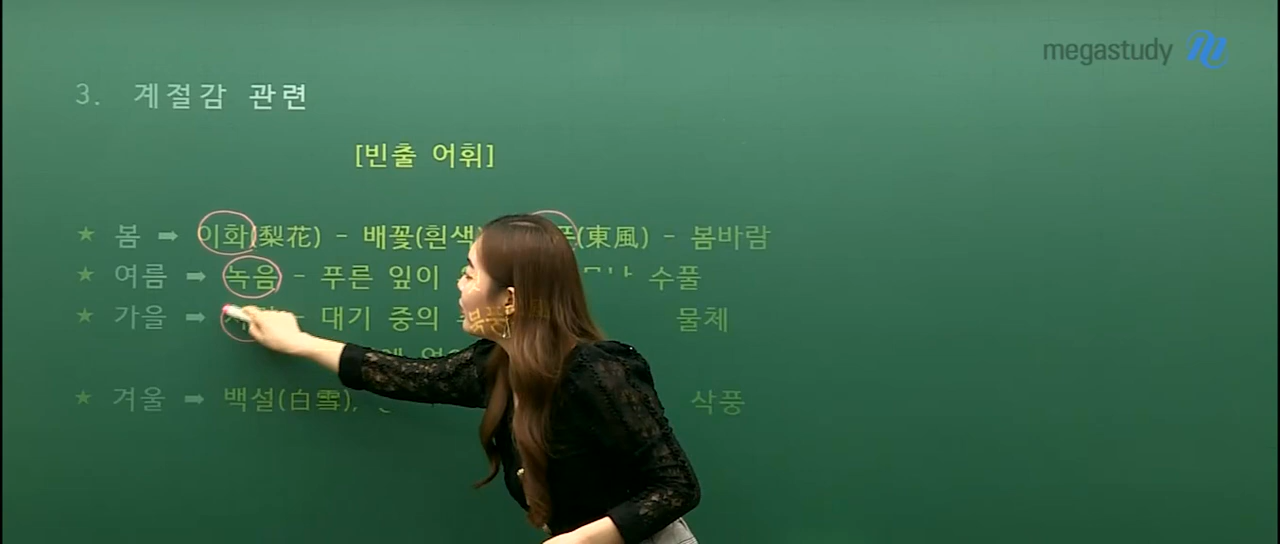 megastudy
3. 계절감 관련
[빈출 어휘]
★ 봄 ➡ 이화(梨花) - 배꽃(흰색) (東風) - 봄바람
★ 여름 ➡ 녹음 - 푸른 잎이 수풀
★ 가을 ➡ - 대기 중의 물체
★ 겨울 ➡ 백설(白雪), 삭풍